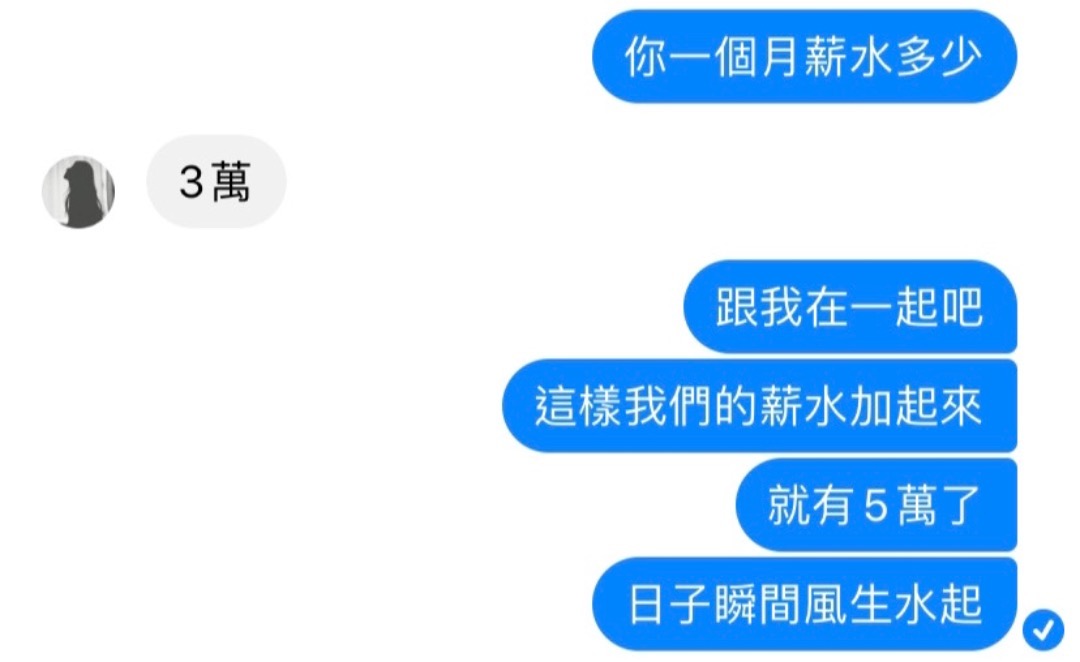 你一個月薪水多少
3萬
跟我在一起吧
這樣我們的薪水加起來
就有5萬了
日子瞬間風生水起